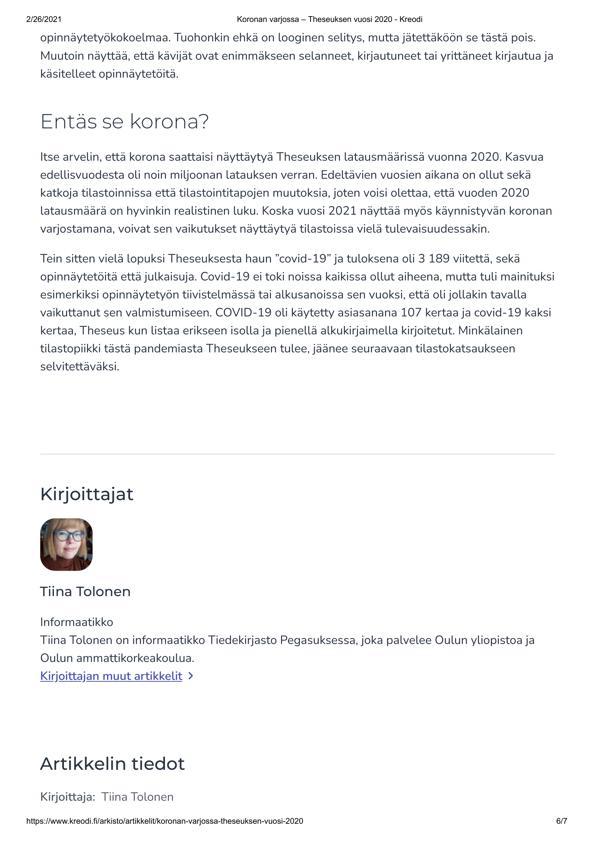 2/26/2021
Koronan varjossa – Theseuksen vuosi 2020 - Kreodi
opinnäytetyökokoelmaa. Tuohonkin ehkä on looginen selitys, mutta jätettäköön se tästä pois.
Muutoin näyttää, että kävijät ovat enimmäkseen selanneet, kirjautuneet tai yrittäneet kirjautua ja
käsitelleet opinnäytetöitä.
Entäs se korona?
Itse arvelin, että korona saattaisi näyttäytyä Theseuksen latausmäärissä vuonna 2020. Kasvua
edellisvuodesta oli noin miljoonan latauksen verran. Edeltävien vuosien aikana on ollut sekä
katkoja tilastoinnissa että tilastointitapojen muutoksia, joten voisi olettaa, että vuoden 2020
latausmäärä on hyvinkin realistinen luku. Koska vuosi 2021 näyttää myös käynnistyvän koronan
varjostamana, voivat sen vaikutukset näyttäytyä tilastoissa vielä tulevaisuudessakin.
Tein sitten vielä lopuksi Theseuksesta haun ”covid-19” ja tuloksena oli 3 189 viitettä, sekä
opinnäytetöitä että julkaisuja. Covid-19 ei toki noissa kaikissa ollut aiheena, mutta tuli mainituksi
esimerkiksi opinnäytetyön tiivistelmässä tai alkusanoissa sen vuoksi, että oli jollakin tavalla
vaikuttanut sen valmistumiseen. COVID-19 oli käytetty asiasanana 107 kertaa ja covid-19 kaksi
kertaa, Theseus kun listaa erikseen isolla ja pienellä alkukirjaimella kirjoitetut. Minkälainen
tilastopiikki tästä pandemiasta Theseukseen tulee, jäänee seuraavaan tilastokatsaukseen
selvitettäväksi.
Kirjoittajat
Tiina Tolonen
Informaatikko
Tiina Tolonen on informaatikko Tiedekirjasto Pegasuksessa, joka palvelee Oulun yliopistoa ja
Oulun ammattikorkeakoulua.
Kirjoittajan muut artikkelit
Artikkelin tiedot
Kirjoittaja: Tiina Tolonen
https://www.kreodi.fi/arkisto/artikkelit/koronan-varjossa-theseuksen-vuosi-2020
6/7